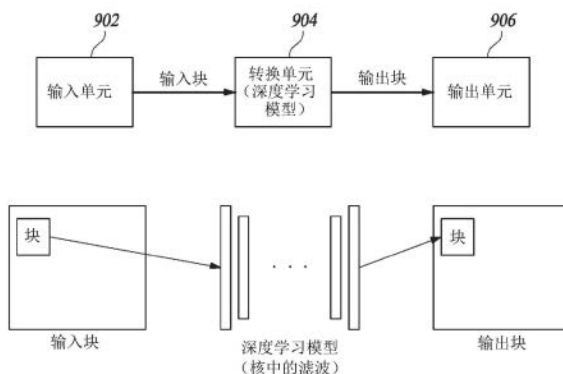 902
904
906
输入单元
输入块
转换单元
(深度学习
模型)
输出块
输出单元
块
· · ·
块
输入块
深度学习模型
(核中的滤波)
输出块